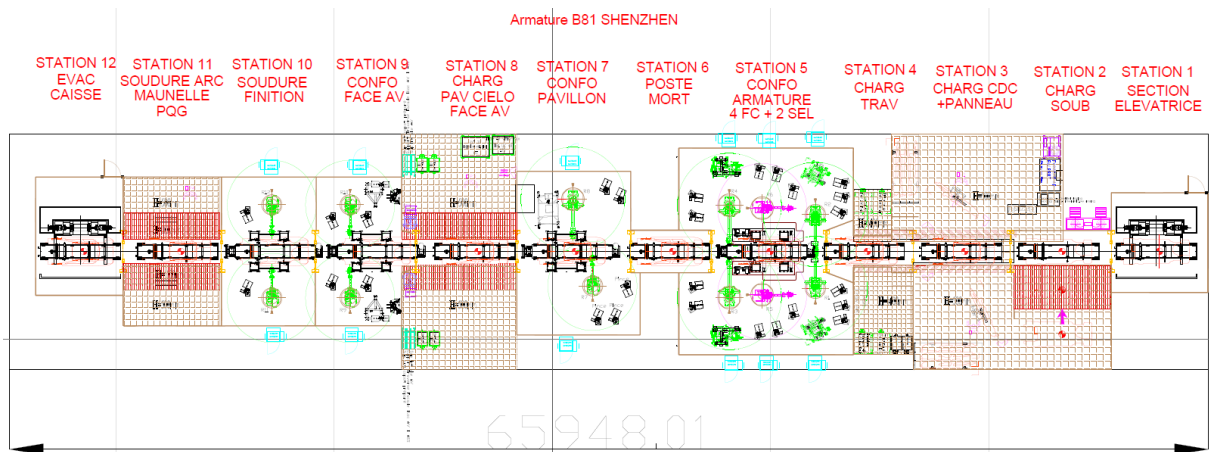 Armature B81 SHENZHEN
STATION 12
EVAC
CAISSE
STATION 11
SOUDURE ARC
MAUNELLE
PQG
STATION 10
SOUDURE
FINITION
STATION 9
CONFO
FACE AV
STATION 8
CHARG
PAV CIELO
FACE AV
STATION 7
CONFO
PAVILLON
STATION 6
POSTE
MORT
STATION 5
CONFO
ARMATURE
4 FC + 2 SEL
STATION 4
CHARG
TRAV
STATION 3
CHARG CDC
+PANNEAU
STATION 2
CHARG
SOUB
STATION 1
SECTION
ELEVATRICE
65948.01